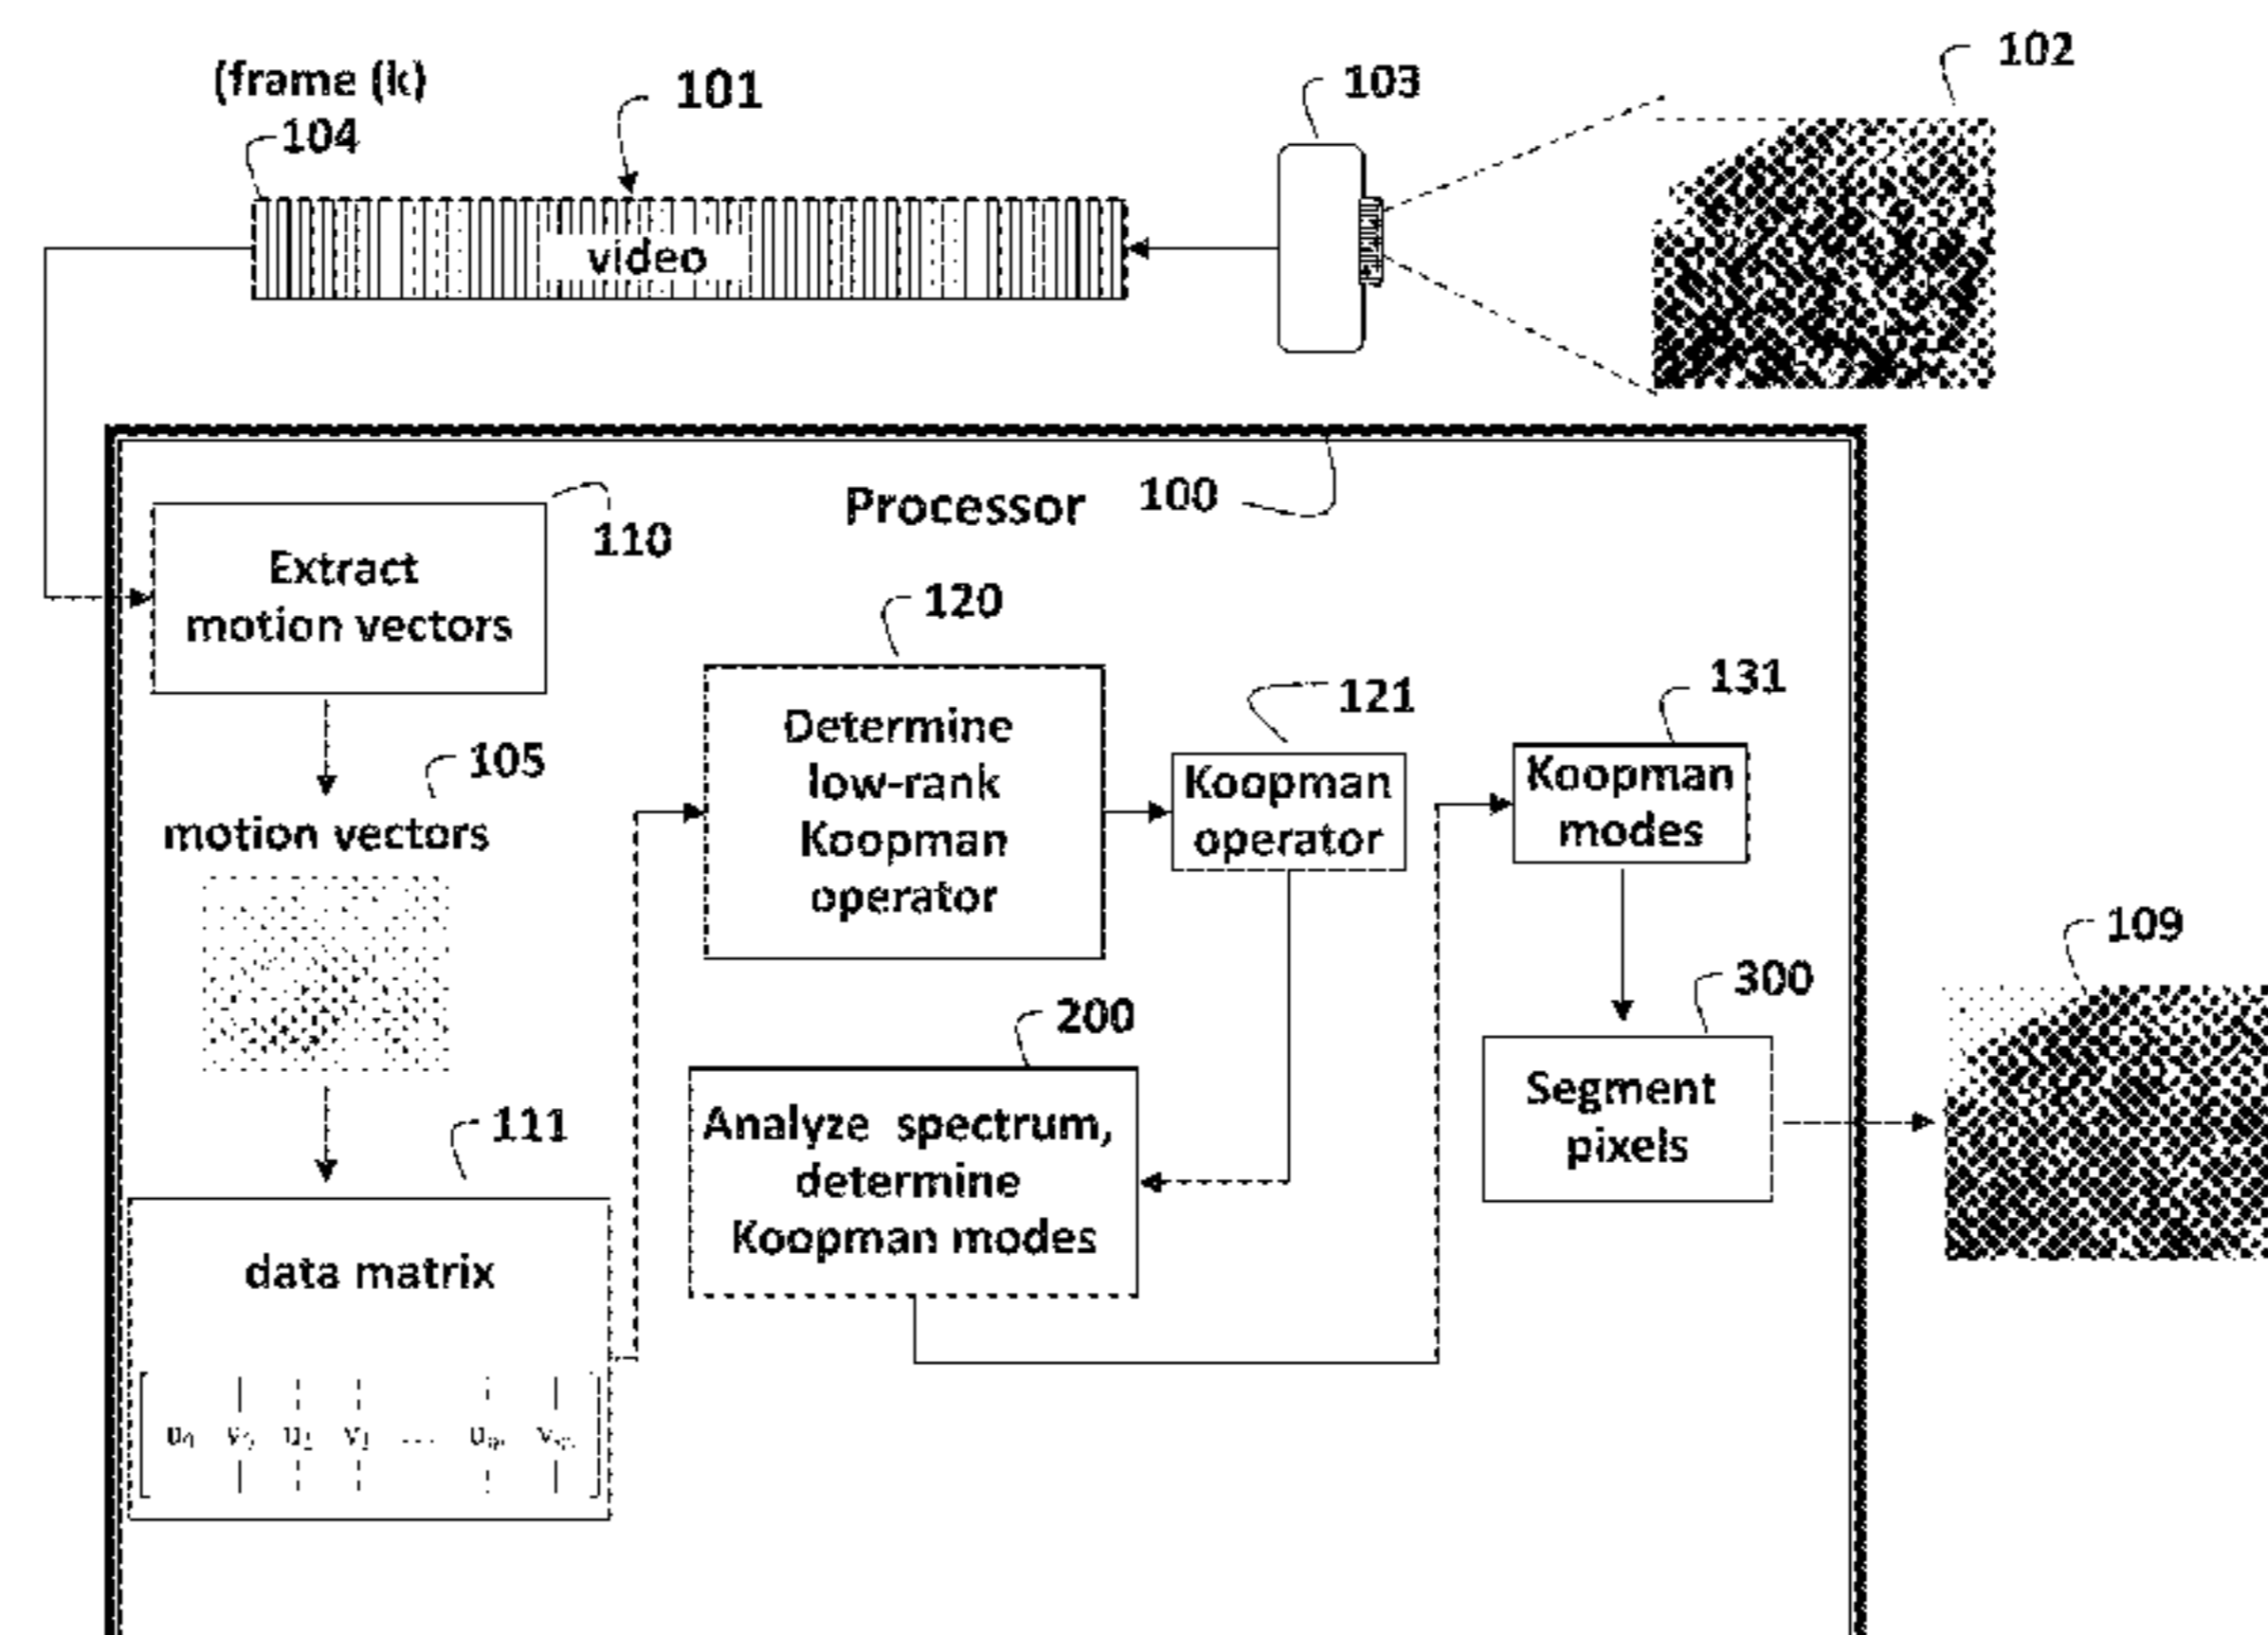 (frame (k)
104
101
103
102
video
Processor 100
110
Extract
motion vectors
120
121
131
Determine
low-rank
Koopman
operator
Koopman
operator
Koopman
modes
105
motion vectors
109
300
200
Segment
pixels
Analyze spectrum,
determine
Koopman modes
111
data matrix